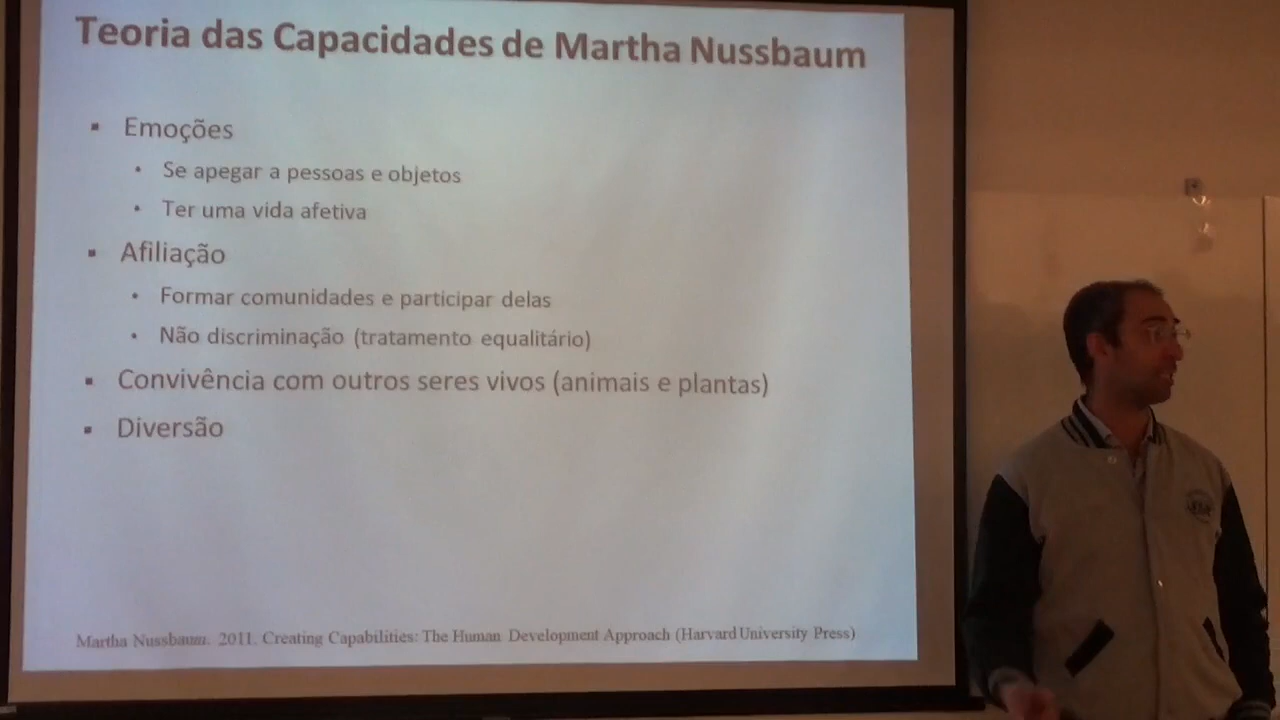 Teoria das Capacidades de Martha Nussbaum
Emoções
Se apegar a pessoas e objetos
Ter uma vida afetiva
Afiliação
Formar comunidades e participar delas
Não discriminação (tratamento equalitário)
Convivência com outros seres vivos (animais e plantas)
Diversão
Martha Nussbaum. 2011. Creating Capabilities: The Human Development Approach (Harvard University Press)